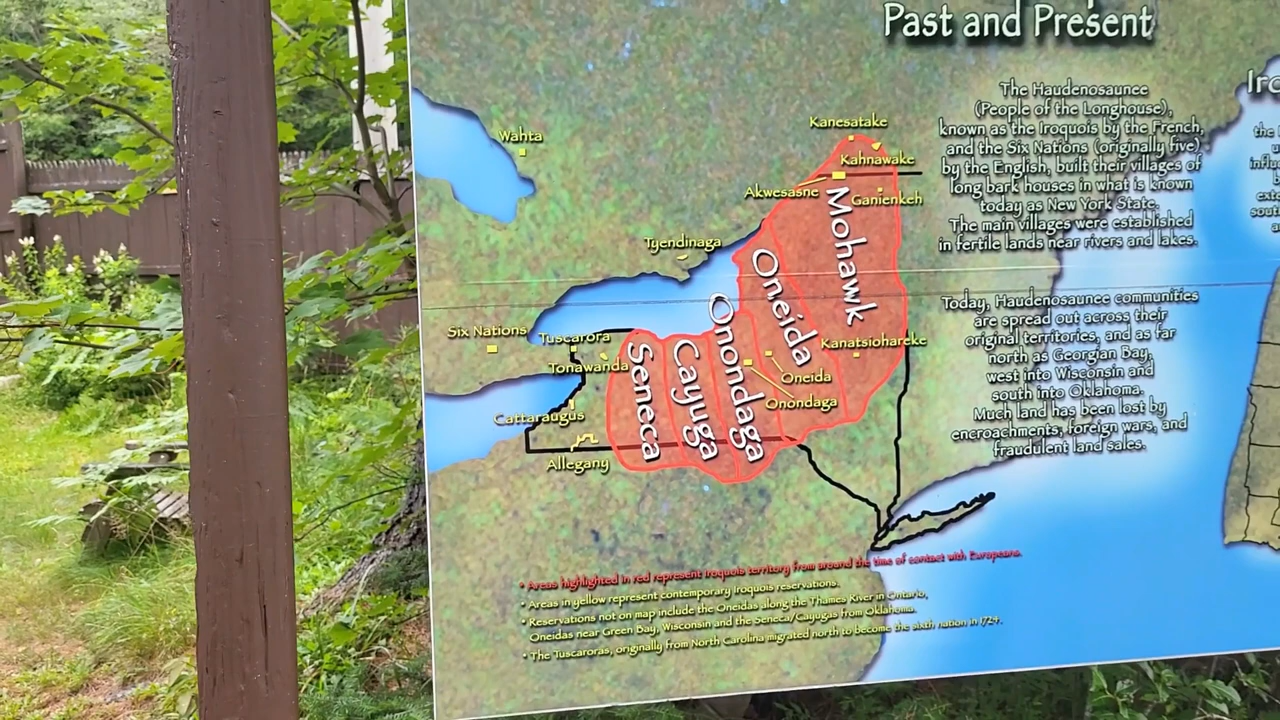 Past and Present
The Haudenosaunee
(People of the Longhouse),
known as the Iroquois by the French,
and the Six Nations (originally five)
by the English, built their villages of
long bark houses in what is known
today as New York State.
The main villages were established
in fertile lands near rivers and lakes.
Today, Haudenosaunee communities
are spread out across their
original territories, and as far
north as Georgian Bay,
west into Wisconsin and
south into Oklahoma.
Much land has been lost by
encroachments, foreign wars, and
fraudulent land sales.
Wahta
Kanesatake
Kahnawake
Akwesasne
Ganienkeh
Tyendinaga
Mohawk
Oneida
Onondaga
Cayuga
Seneca
Six Nations
Tuscarora
Tonawanda
Kanatsiohareke
Oneida
Onondaga
Cattaraugus
Allegany
• Areas highlighted in red represent Iroquois territory from around the time of contact with Europeans.
• Areas in yellow represent contemporary Iroquois reservations.
• Reservations not on map include the Oneidas along the Thames River in Ontario,
Oneidas near Green Bay, Wisconsin and the Seneca/Cayugas from Oklahoma.
• The Tuscaroras, originally from North Carolina migrated north to become the sixth nation in 1724.